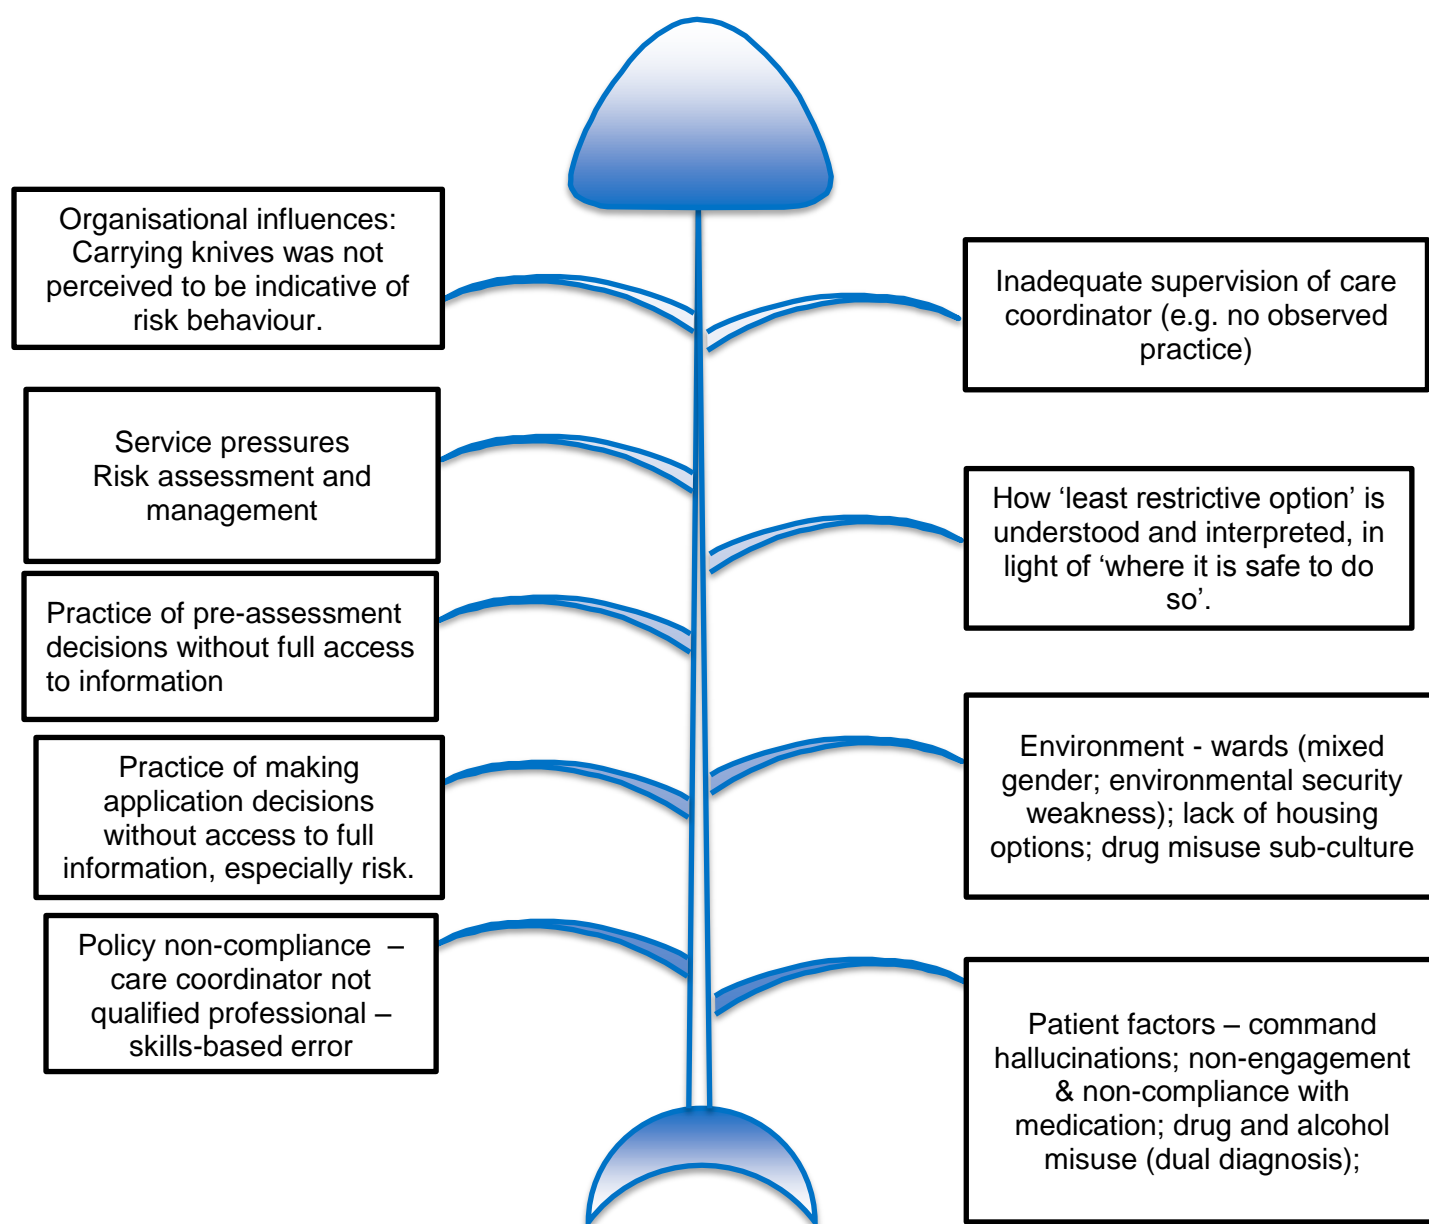 Organisational influences:
Carrying knives was not
perceived to be indicative of
risk behaviour.
Service pressures
Risk assessment and
management
Practice of pre-assessment
decisions without full access
to information
Practice of making
application decisions
without access to full
information, especially risk.
Policy non-compliance –
care coordinator not
qualified professional –
skills-based error
Inadequate supervision of care
coordinator (e.g. no observed
practice)
How ‘least restrictive option’ is
understood and interpreted, in
light of ‘where it is safe to do
so’.
Environment - wards (mixed
gender; environmental security
weakness); lack of housing
options; drug misuse sub-culture
Patient factors – command
hallucinations; non-engagement
& non-compliance with
medication; drug and alcohol
misuse (dual diagnosis);